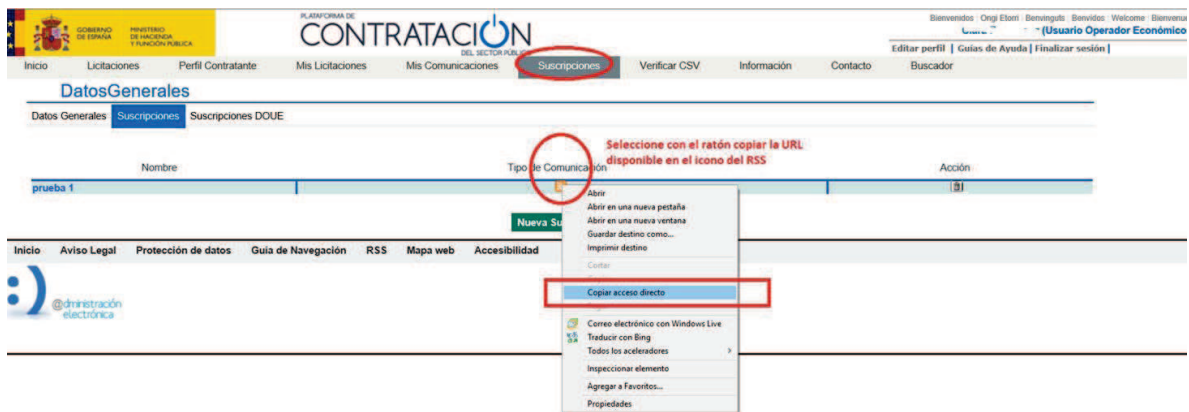 GOBIERNO DE ESPAÑA
MINISTERIO DE HACIENDA Y FUNCIÓN PÚBLICA
PLATAFORMA DE
CONTRATACIÓN
DEL SECTOR PÚBLICO
Bienvenidos Ongi Etorri Benvinguts Benvidos Welcome Bienvenue
(Usuario Operador Económico
Editar perfil | Guías de Ayuda | Finalizar sesión |
Inicio Licitaciones Perfil Contratante Mis Licitaciones Mis Comunicaciones Suscripciones Verificar CSV Información Contacto Buscador
DatosGenerales
Datos Generales Suscripciones Suscripciones DOUE
Seleccione con el ratón copiar la URL
disponible en el icono del RSS
Nombre Tipo de Comunicación Acción
prueba 1
Abrir
Abrir en una nueva pestaña
Nueva Su
Abrir en una nueva ventana
Guardar destino como...
Imprimir destino
Inicio Aviso Legal Protección de datos Guía de Navegación RSS Mapa web Accesibilidad
Cortar
Copiar acceso directo
@dministración
electrónica
Correo electrónico con Windows Live
Traducir con Bing
Todos los aceleradores
Inspeccionar elemento
Agregar a Favoritos...
Propiedades